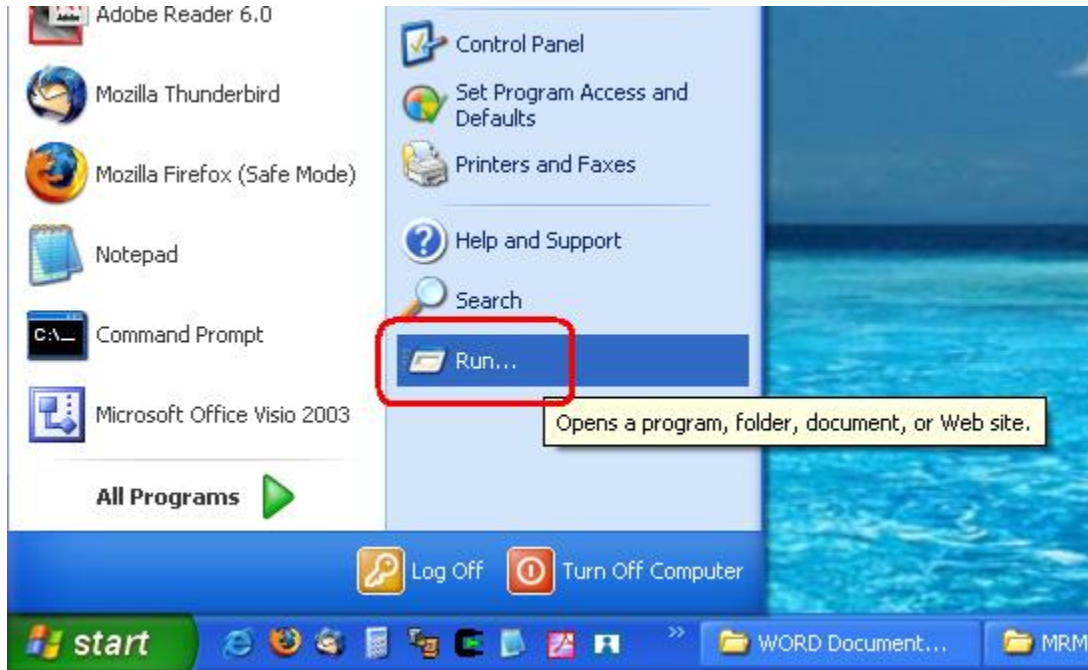 Adobe Reader 6.0
Mozilla Thunderbird
Mozilla Firefox (Safe Mode)
Notepad
C:\_
Command Prompt
Microsoft Office Visio 2003
All Programs
Control Panel
Set Program Access and
Defaults
Printers and Faxes
Help and Support
Search
Run...
Opens a program, folder, document, or Web site.
Log Off
Turn Off Computer
start
WORD Document...
MRM